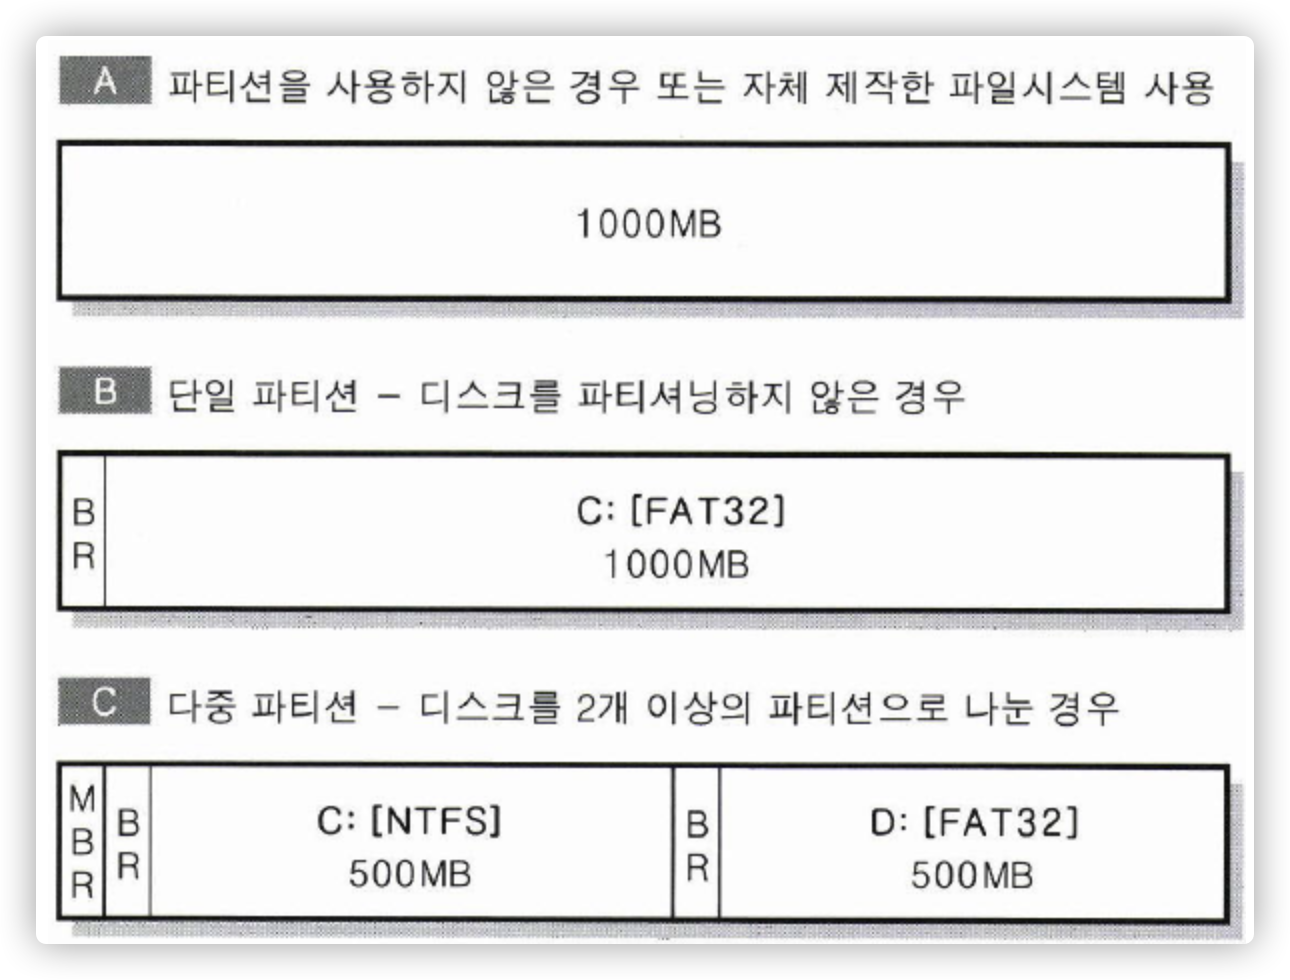 A 파티션을 사용하지 않은 경우 또는 자체 제작한 파일시스템 사용
1000MB
B 단일 파티션 – 디스크를 파티셔닝하지 않은 경우
BR
C: [FAT32]
1000MB
C 다중 파티션 – 디스크를 2개 이상의 파티션으로 나눈 경우
MBR
BR
C: [NTFS]
500MB
BR
D: [FAT32]
500MB